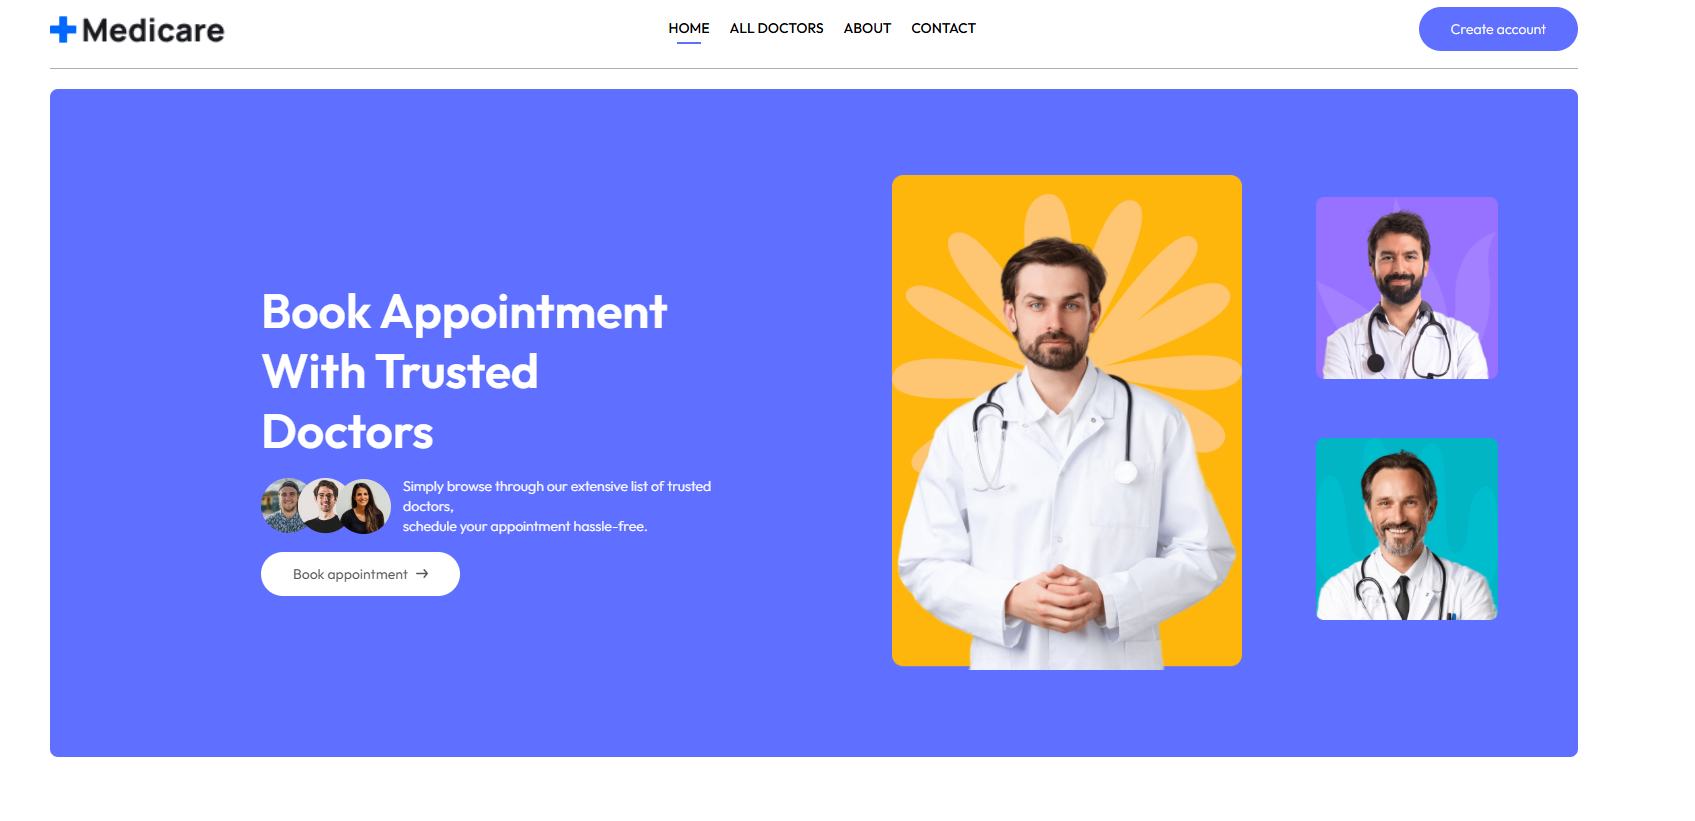 Medicare
HOME
ALL DOCTORS
ABOUT
CONTACT
Create account
Book Appointment
With Trusted
Doctors
Simply browse through our extensive list of trusted
doctors,
schedule your appointment hassle-free.
Book appointment →